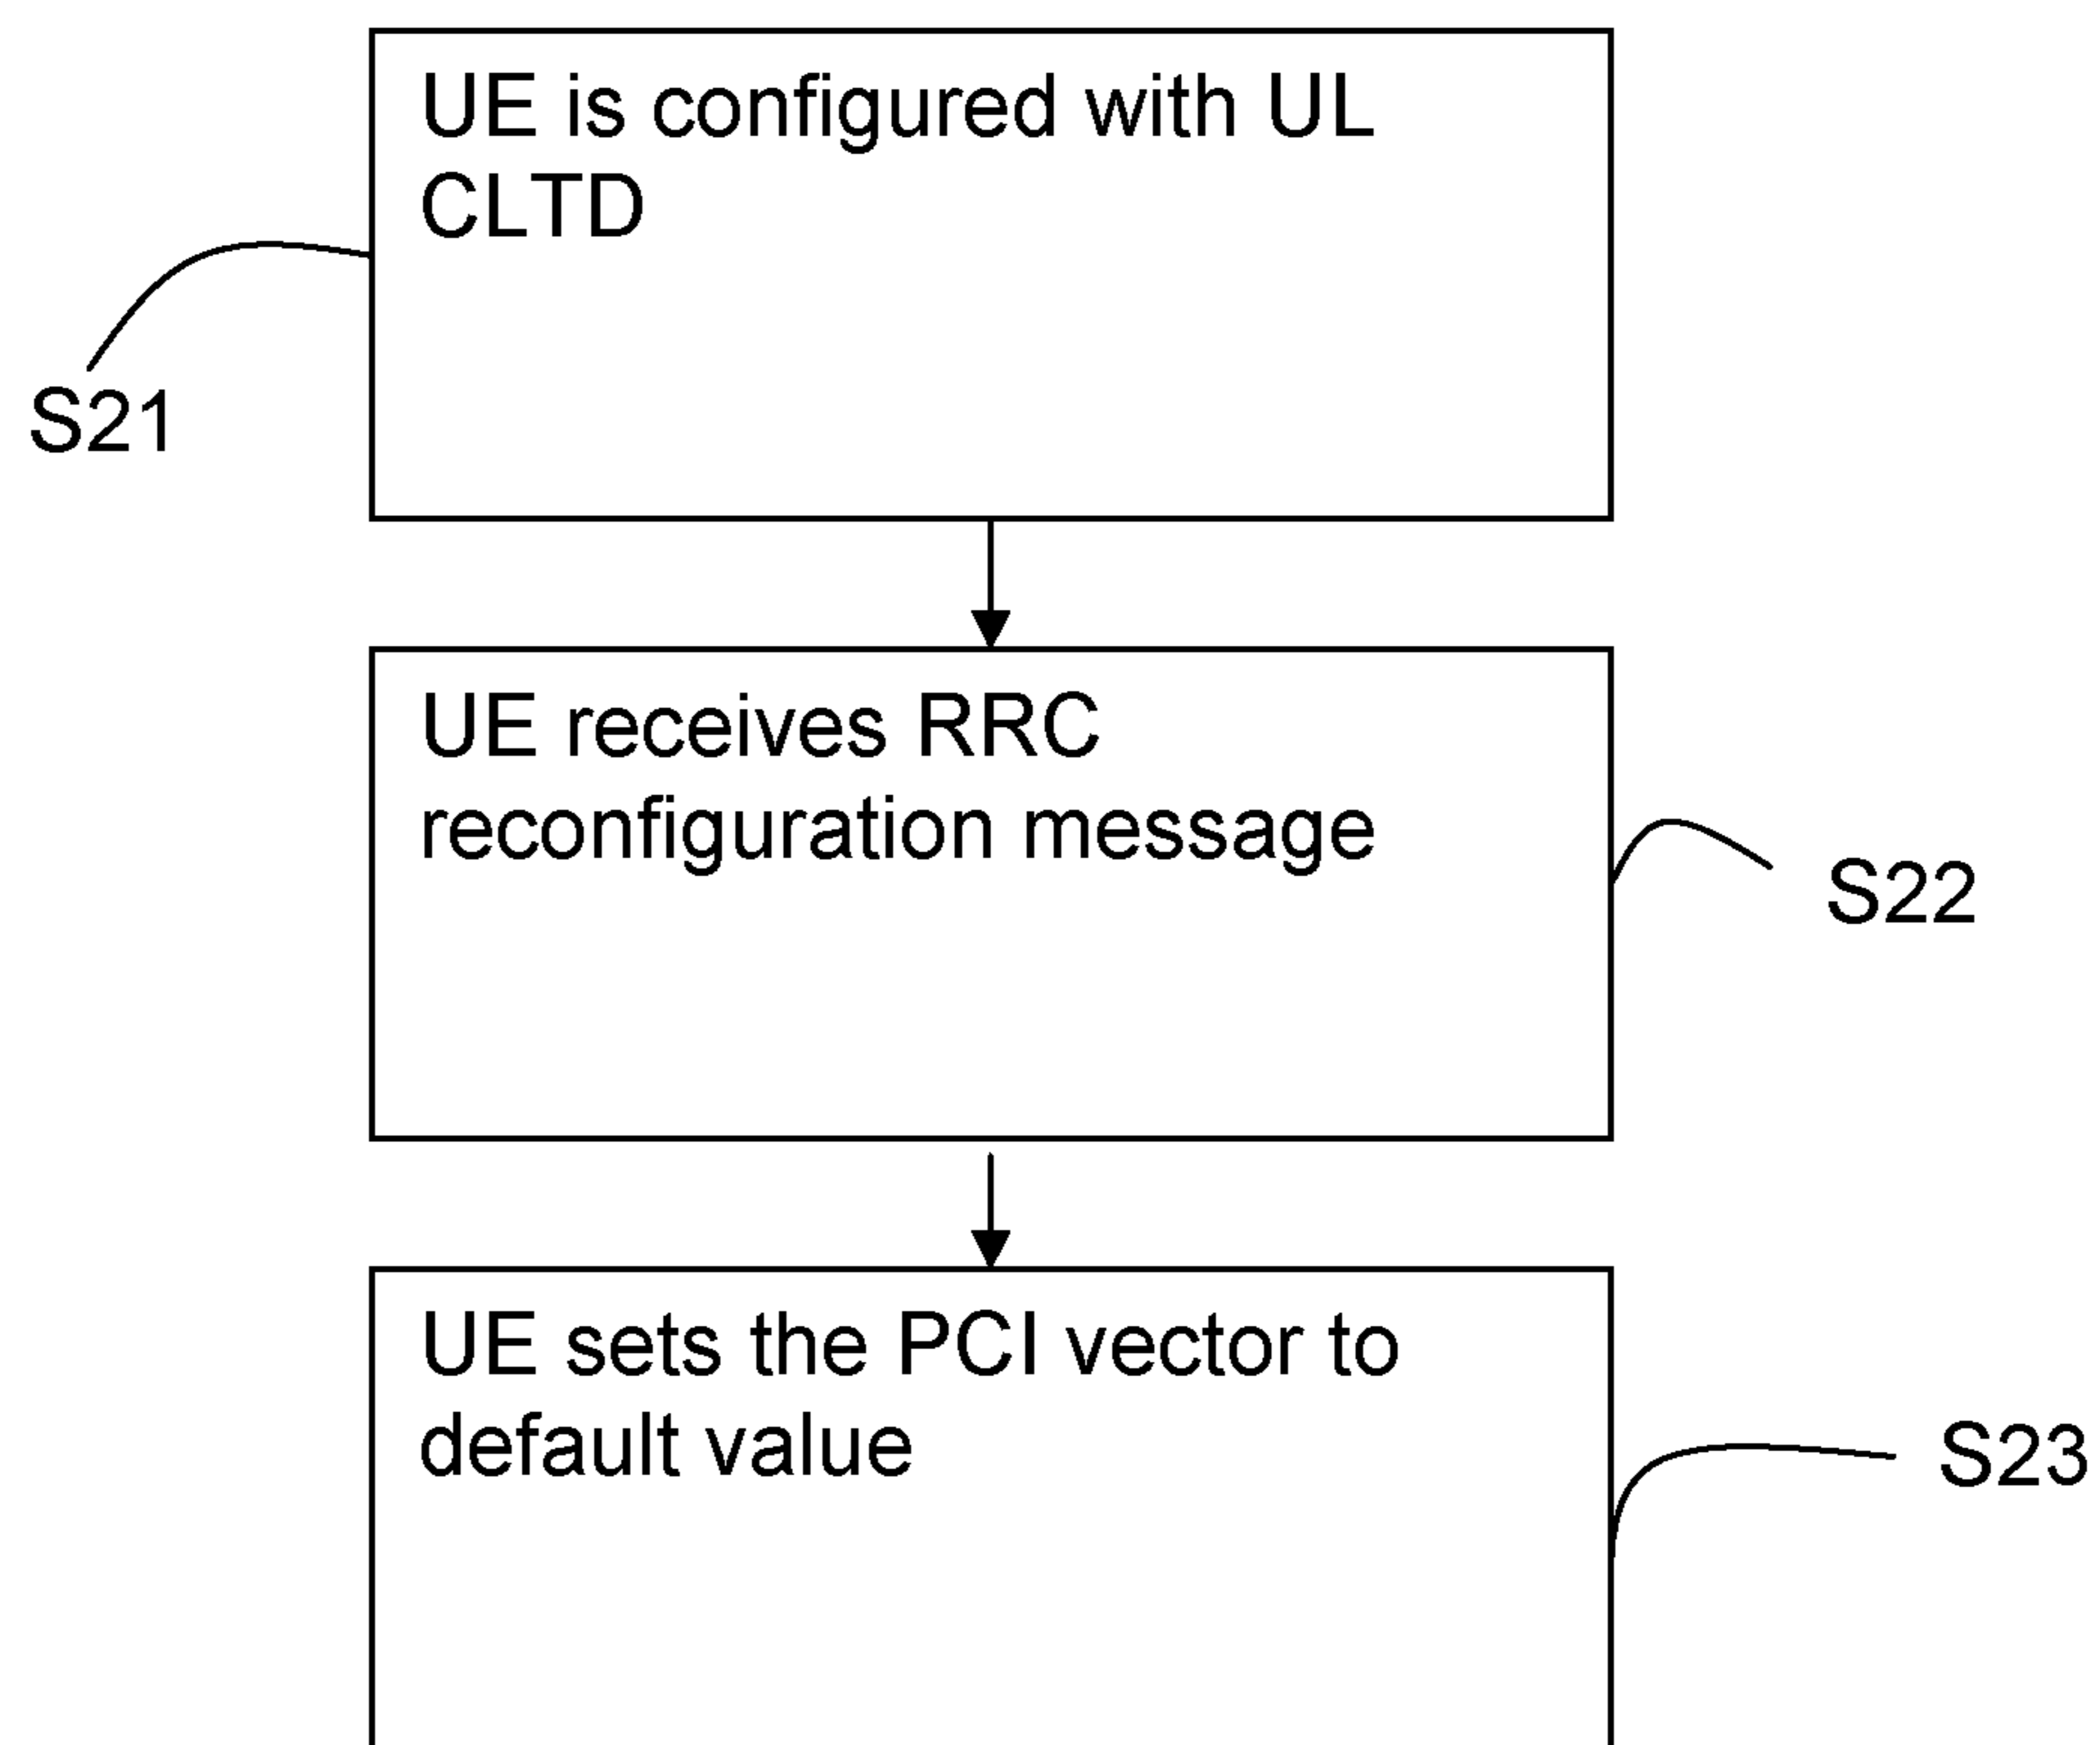 UE is configured with UL
CLTD
S21
UE receives RRC
reconfiguration message
S22
UE sets the PCI vector to
default value
S23